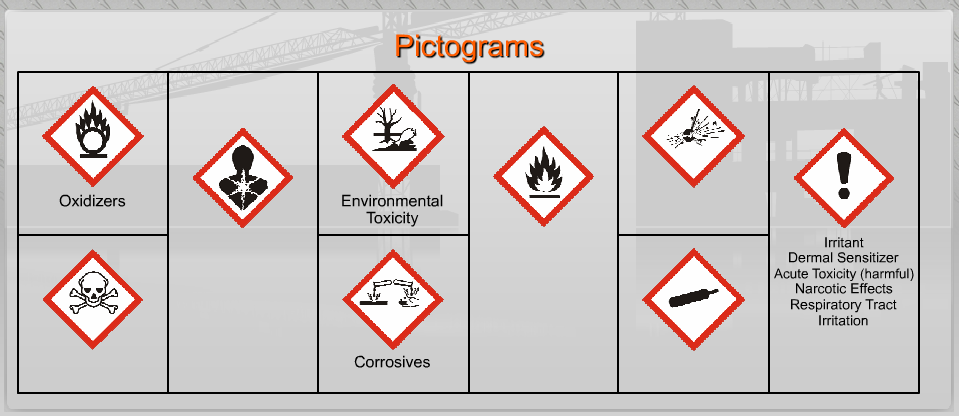 Pictograms
Oxidizers
Environmental
Toxicity
Corrosives
Irritant
Dermal Sensitizer
Acute Toxicity (harmful)
Narcotic Effects
Respiratory Tract
Irritation